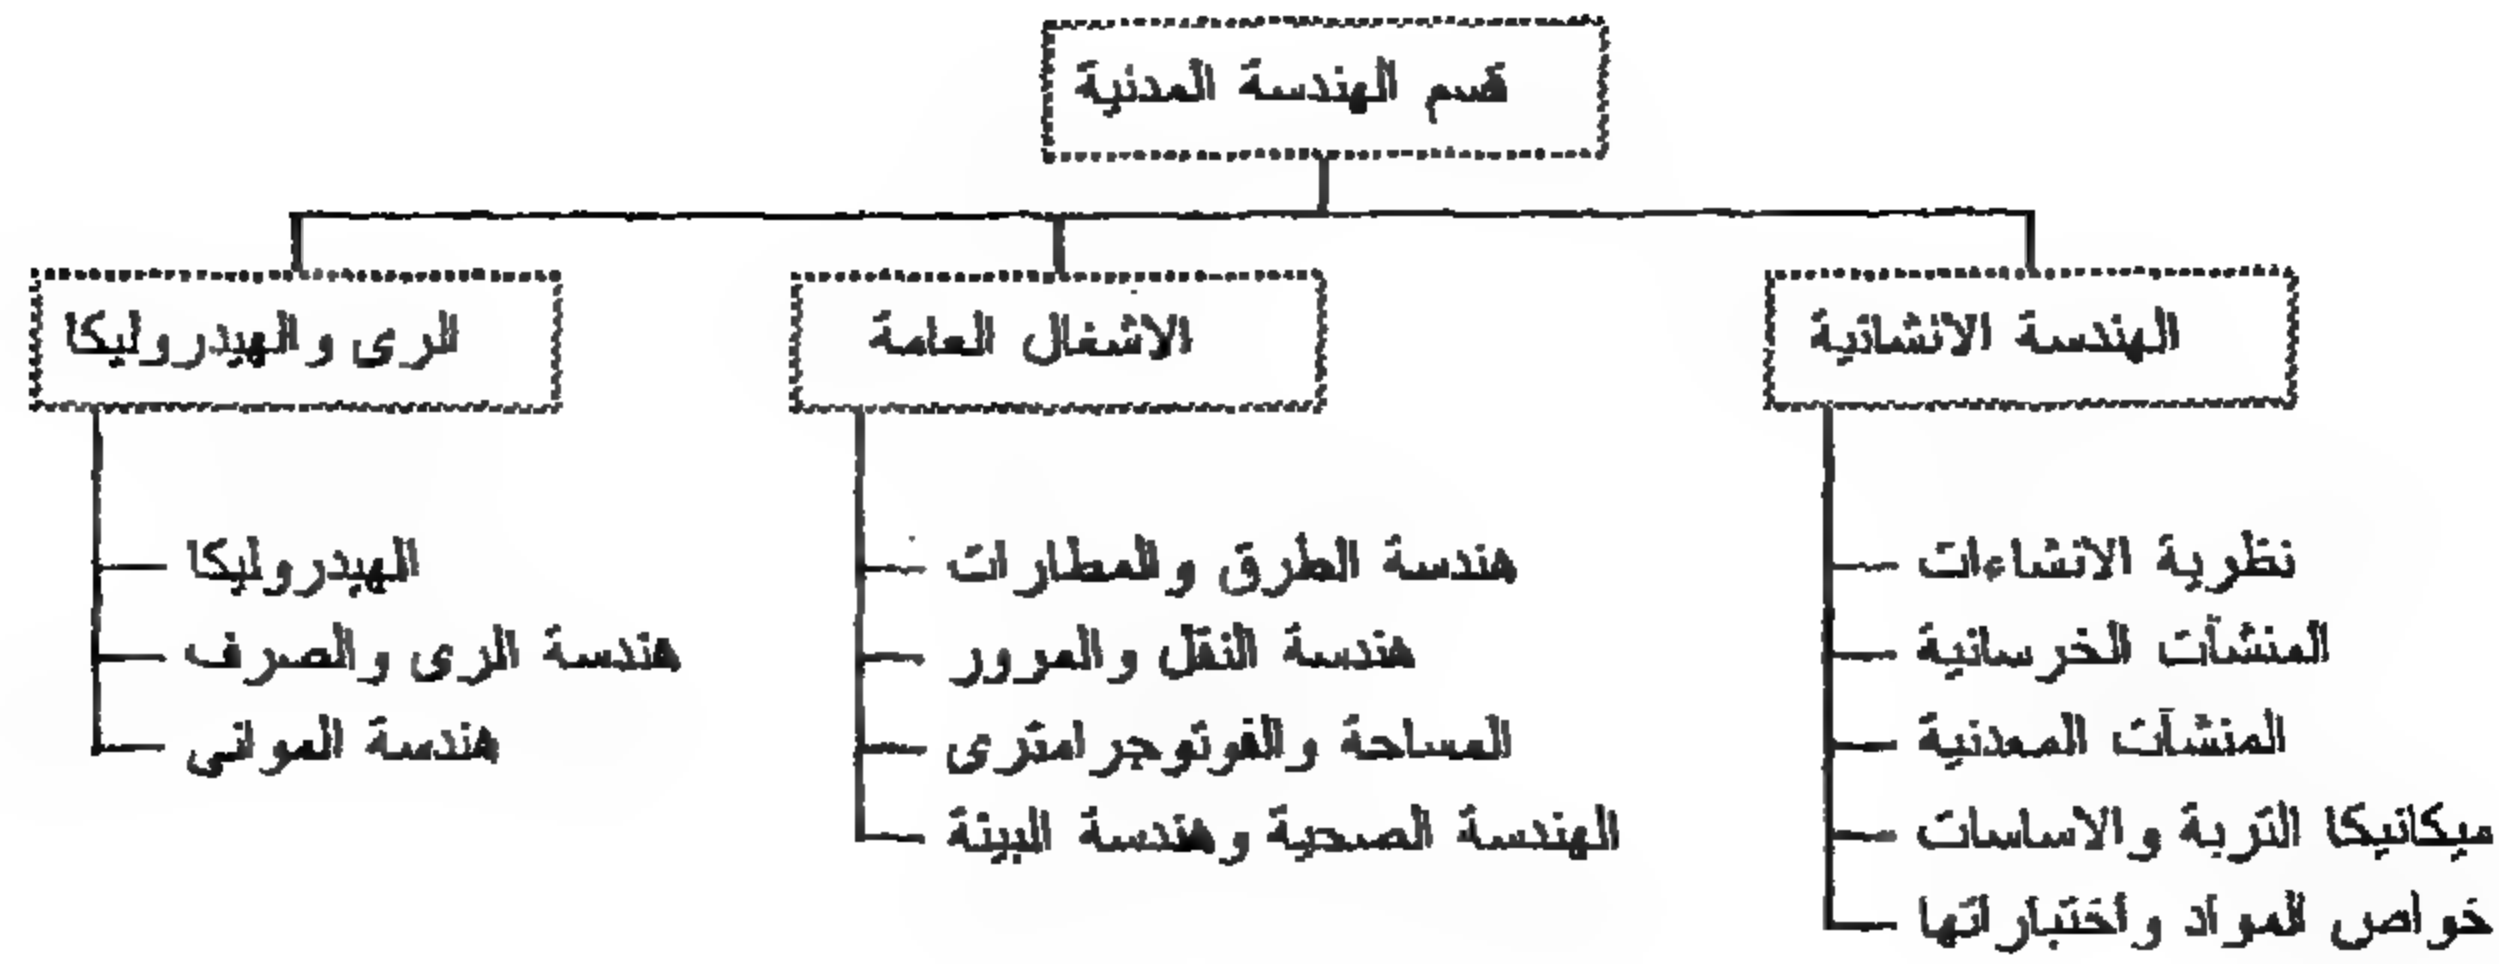 قسم الهندسة المدنية
الهندسة الانشائية
نظرية الانشاءات
المنشآت الخرسانية
المنشآت المعدنية
ميكانيكا التربة والاساسات
خواص المواد واختباراتها
الاشغال العامة
هندسة الطرق والمطارات
هندسة النقل والمرور
المساحة والفوتوجرامترى
الهندسة الصحية وهندسة البيئة
الرى والهيدروليكا
الهيدروليكا
هندسة الرى والصرف
هندسة الموانى